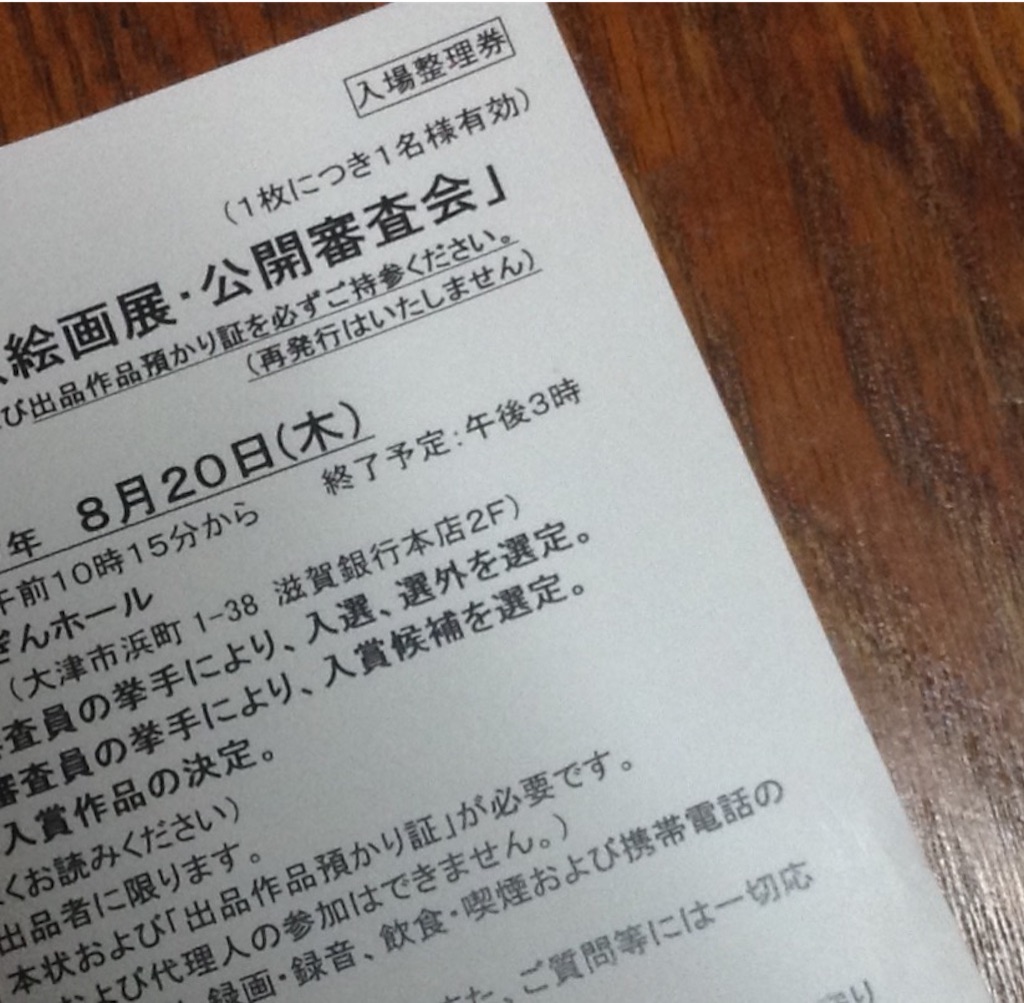 入場整理券
(1枚につき1名様有効)
絵画展・公開審査会」
び出品作品預かり証を必ずご持参ください。
(再発行はいたしません)
年 8月20日(木)
前10時15分から 終了予定:午後3時
ぎんホール
(大津市浜町 1-38 滋賀銀行本店2F)
査員の挙手により、入選、選外を選定。
審査員の挙手により、入賞候補を選定。
入賞作品の決定。
くお読みください)
出品者に限ります。
本状および「出品作品預かり証」が必要です。
および代理人の参加はできません。)
録画・録音、飲食・喫煙および携帯電話の
ご質問等には一切応